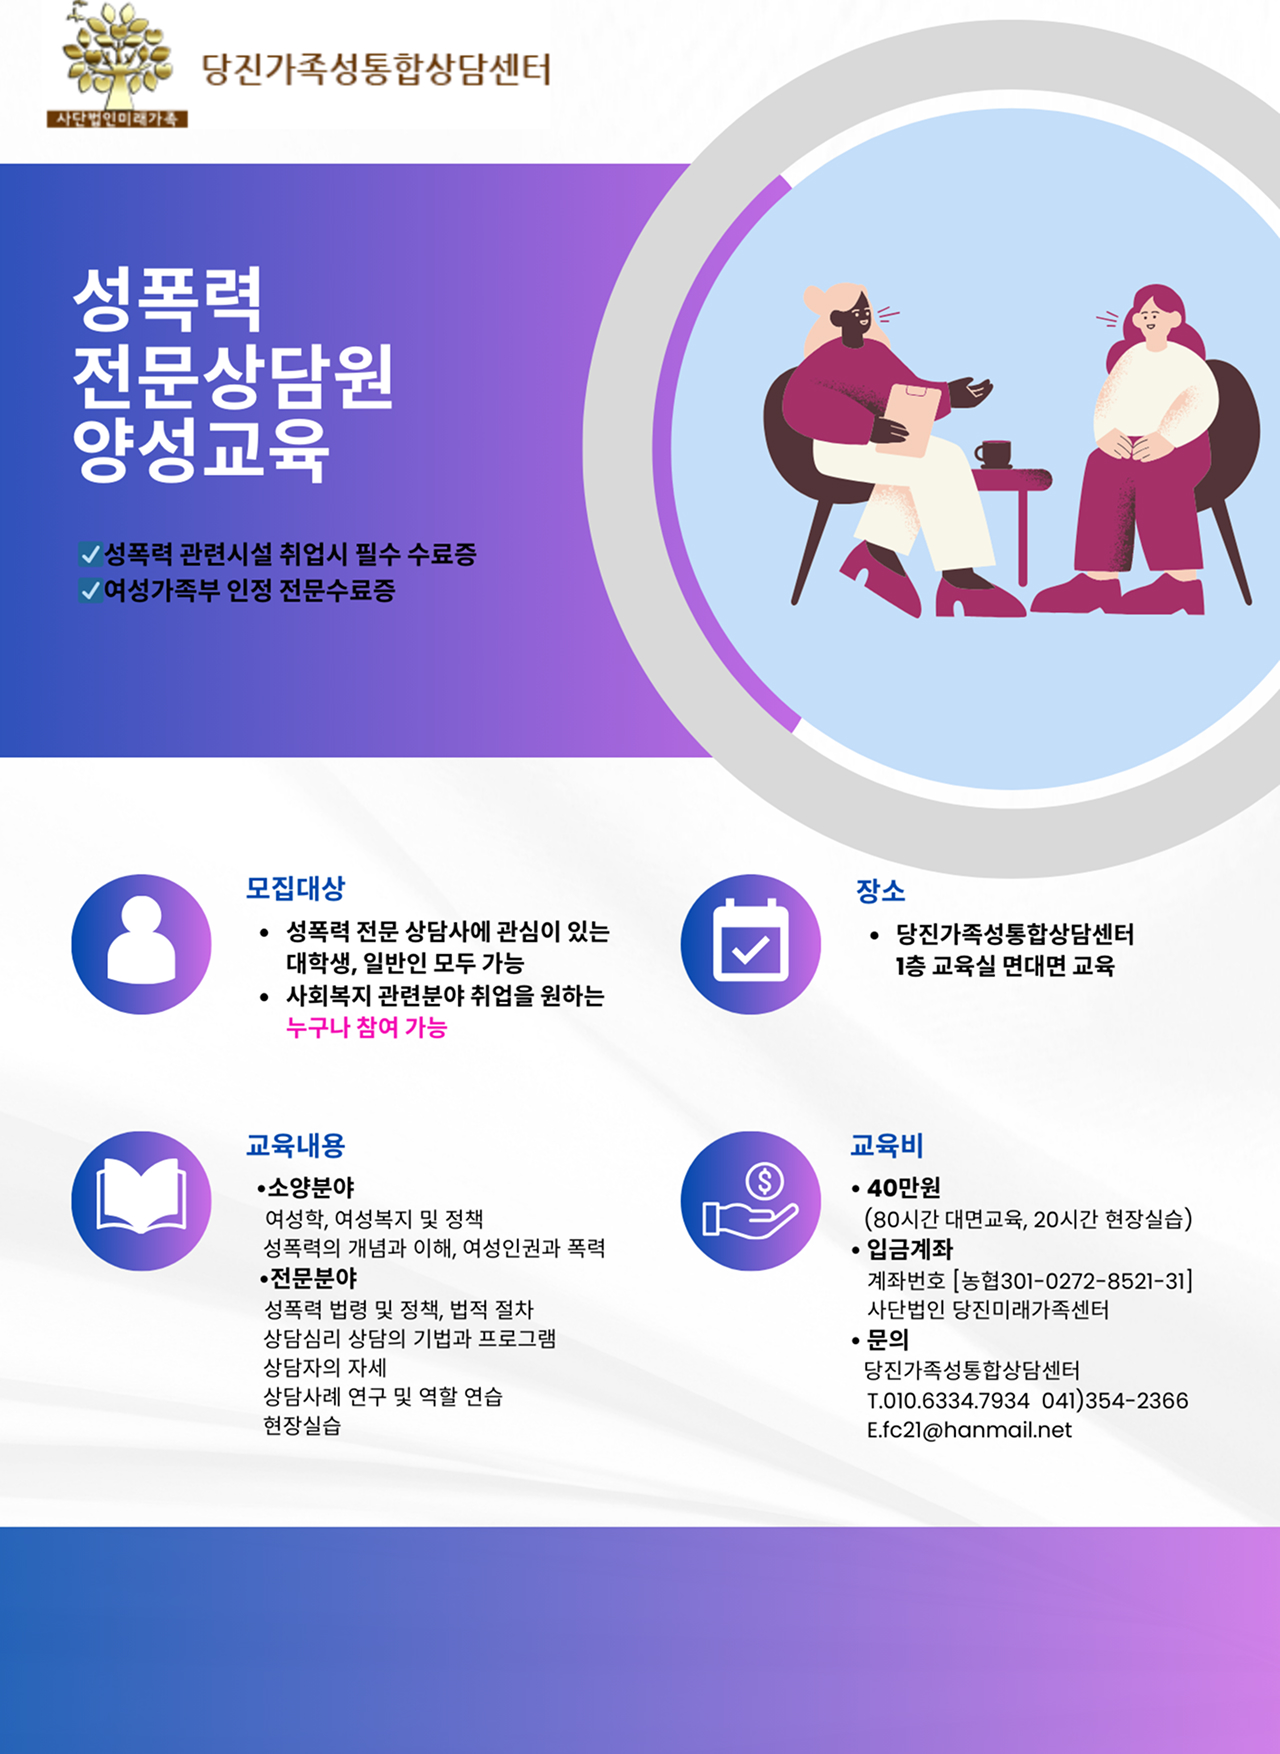 사단법인미래가족
당진가족성통합상담센터
성폭력
전문상담원
양성교육
성폭력 관련시설 취업시 필수 수료증
여성가족부 인정 전문수료증
모집대상
• 성폭력 전문 상담사에 관심이 있는
대학생, 일반인 모두 가능
• 사회복지 관련분야 취업을 원하는
누구나 참여 가능
장소
• 당진가족성통합상담센터
1층 교육실 면대면 교육
교육내용
•소양분야
여성학, 여성복지 및 정책
성폭력의 개념과 이해, 여성인권과 폭력
•전문분야
성폭력 법령 및 정책, 법적 절차
상담심리 상담의 기법과 프로그램
상담자의 자세
상담사례 연구 및 역할 연습
현장실습
교육비
• 40만원
(80시간 대면교육, 20시간 현장실습)
• 입금계좌
계좌번호 [농협301-0272-8521-31]
사단법인 당진미래가족센터
• 문의
당진가족성통합상담센터
T.010.6334.7934 041)354-2366
E.fc21@hanmail.net